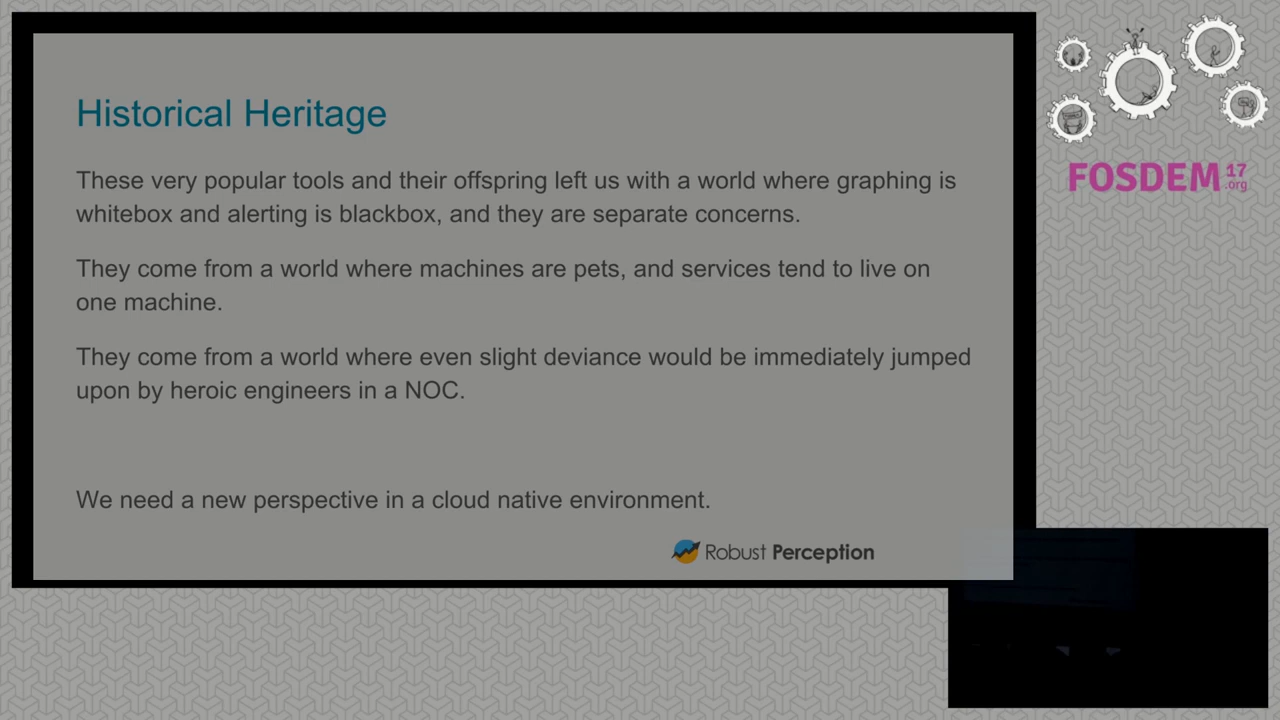 Historical Heritage
These very popular tools and their offspring left us with a world where graphing is
whitebox and alerting is blackbox, and they are separate concerns.
They come from a world where machines are pets, and services tend to live on
one machine.
They come from a world where even slight deviance would be immediately jumped
upon by heroic engineers in a NOC.
We need a new perspective in a cloud native environment.
Robust Perception
FOSDEM 17
.org